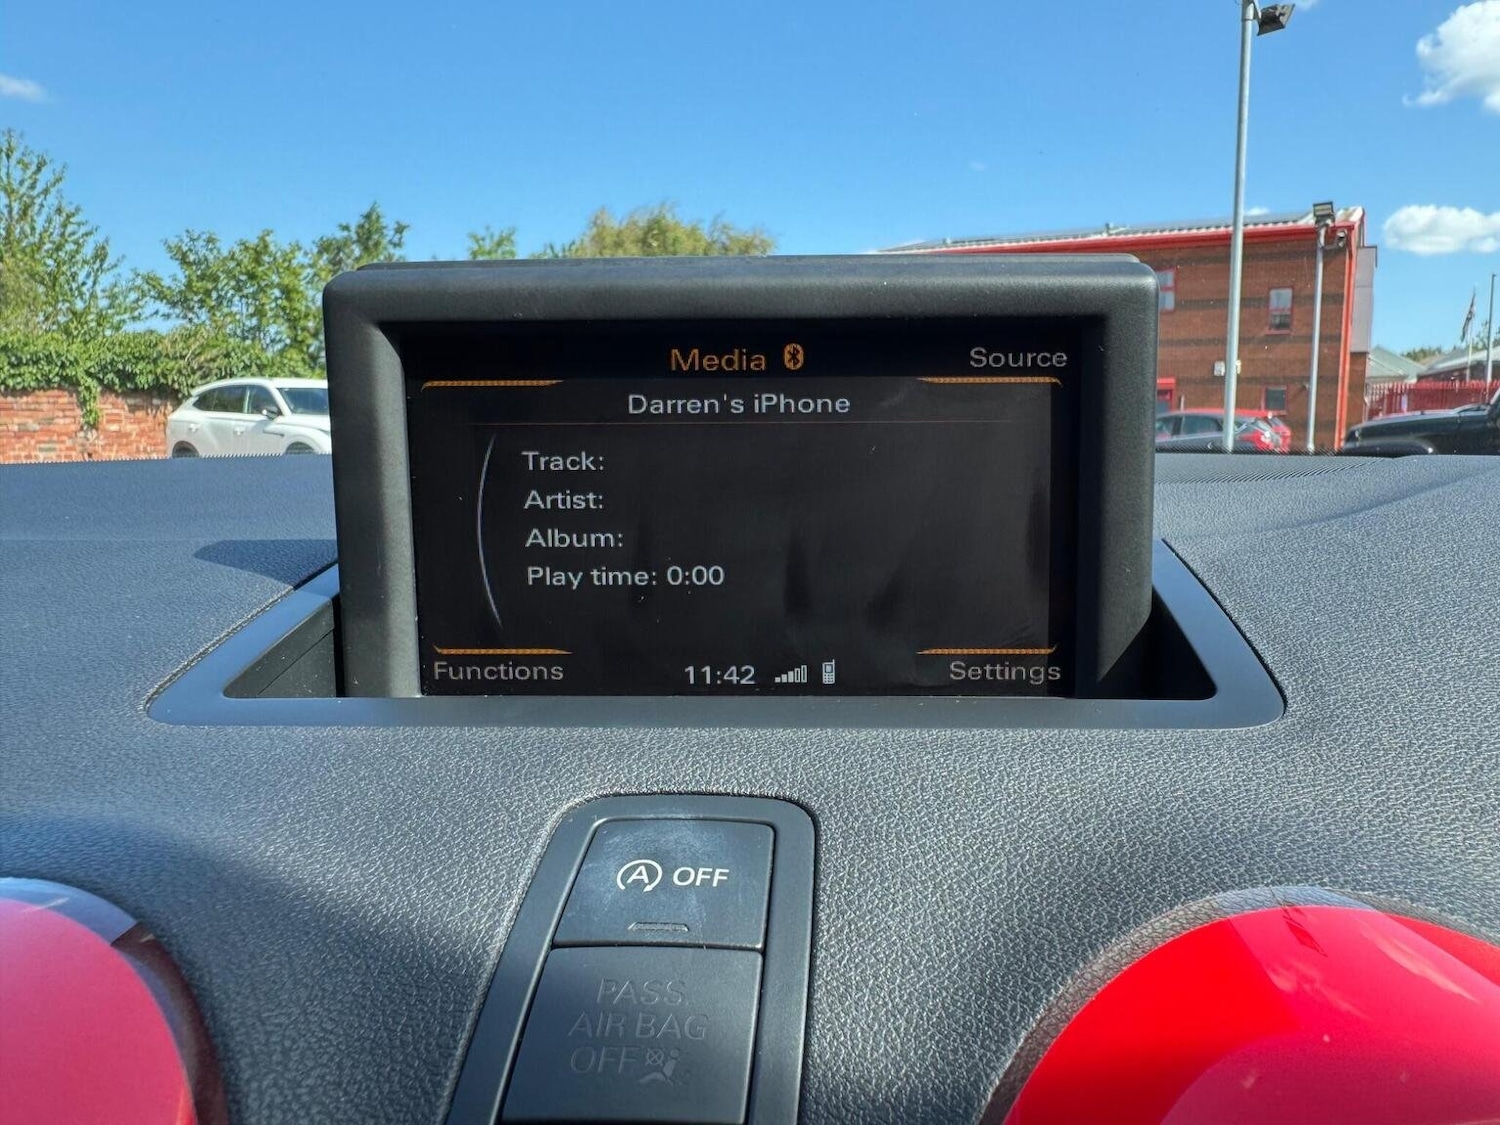 Media Source
Darren's iPhone
Track:
Artist:
Album:
Play time: 0:00
Functions 11:42 Settings
A OFF
PASS
AIR BAG
OFF